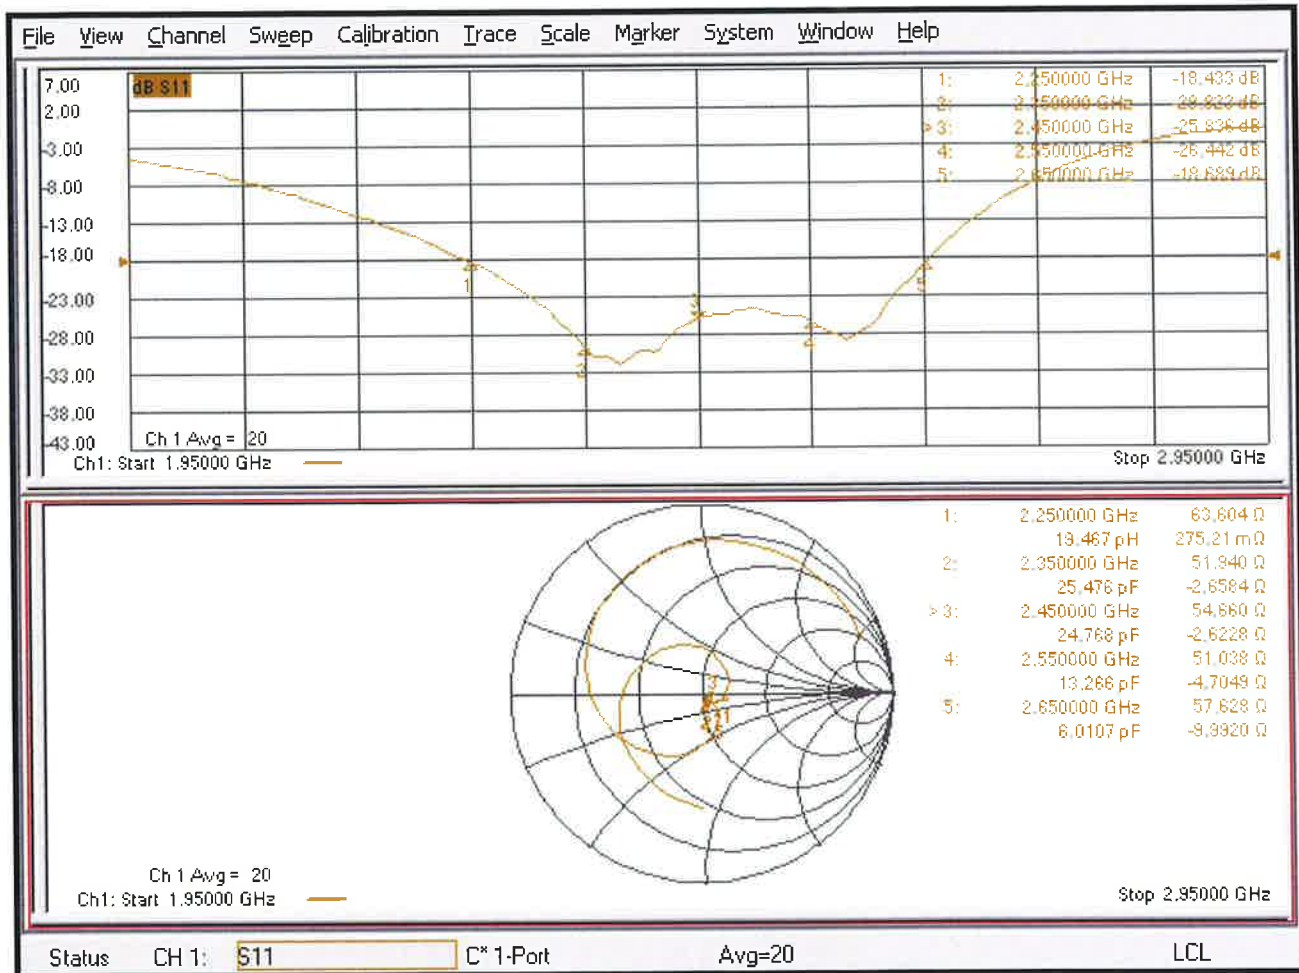 File View Channel Sweep Calibration Trace Scale Marker System Window Help
7.00
dB S11
2.00
-3.00
-8.00
-13.00
-18.00
-23.00
-28.00
-33.00
-38.00
-43.00
1: 2.250000 GHz -18.433 dB
2: 2.350000 GHz
> 3: 2.450000 GHz -25.836 dB
4: 2.550000 GHz -26.442 dB
5: 2.650000 GHz -18.689 dB
1
2
3
5
Ch 1 Avg = 20
Ch1: Start 1.95000 GHz
Stop 2.95000 GHz
1: 2.250000 GHz 63.604 Ω
19.467 pH 275.21 mΩ
2: 2.350000 GHz 51.940 Ω
25.476 pF -2.6584 Ω
> 3: 2.450000 GHz 54.660 Ω
24.768 pF -2.6228 Ω
4: 2.550000 GHz 51.038 Ω
13.266 pF -4.7049 Ω
5: 2.650000 GHz 57.628 Ω
6.0107 pF -9.9920 Ω
Ch 1 Avg = 20
Ch1: Start 1.95000 GHz
Stop 2.95000 GHz
Status CH 1: S11 C* 1-Port Avg=20 LCL